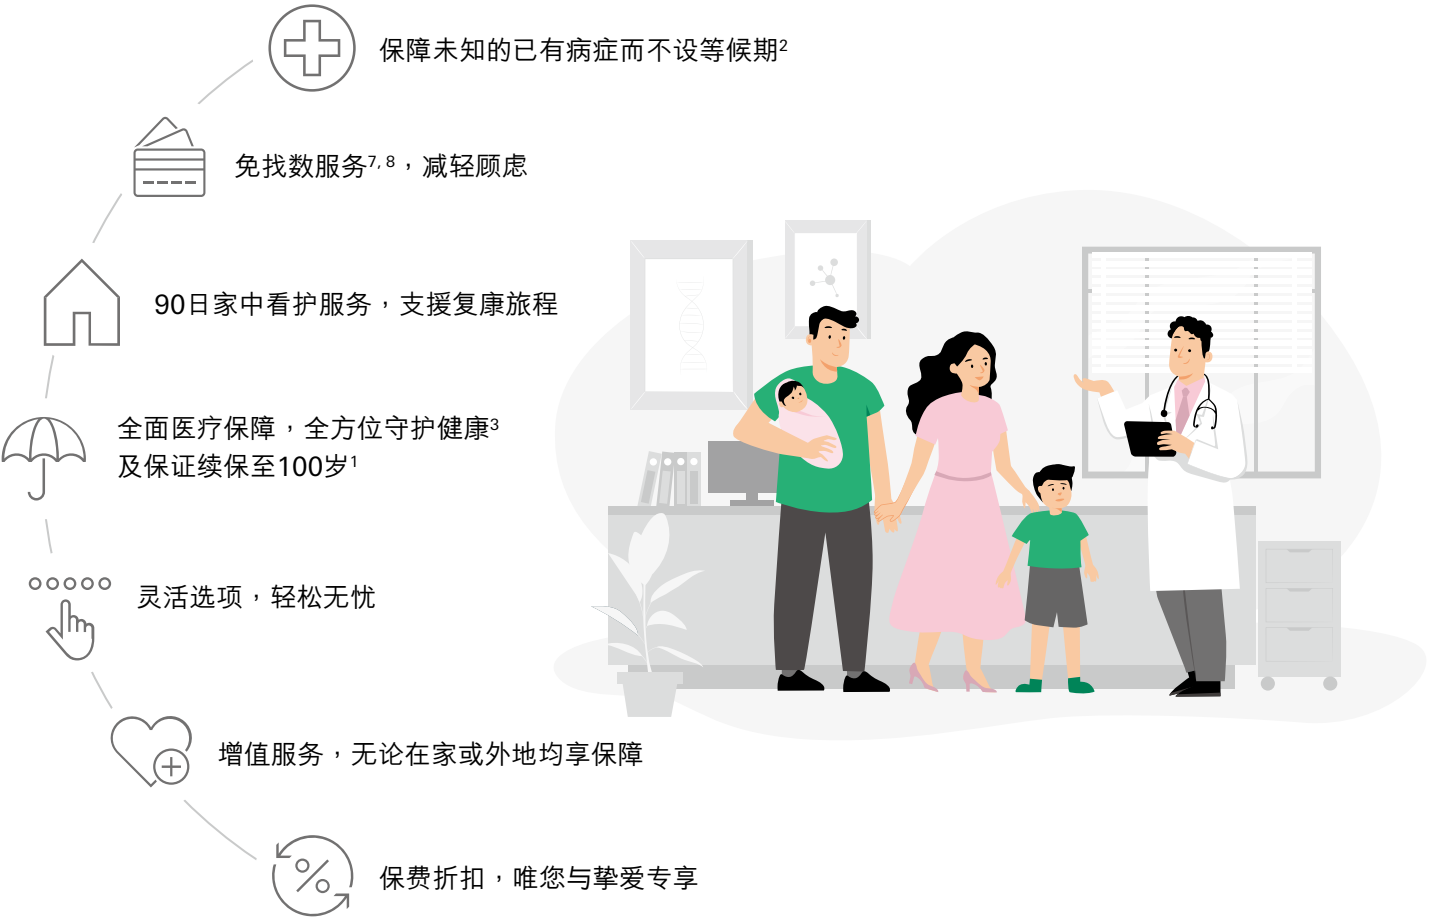 保障未知的已有病症而不设等候期²
免找数服务⁷˒ ⁸，减轻顾虑
90日家中看护服务，支援复康旅程
全面医疗保障，全方位守护健康³
及保证续保至100岁¹
灵活选项，轻松无忧
增值服务，无论在家或外地均享保障
保费折扣，唯您与挚爱专享